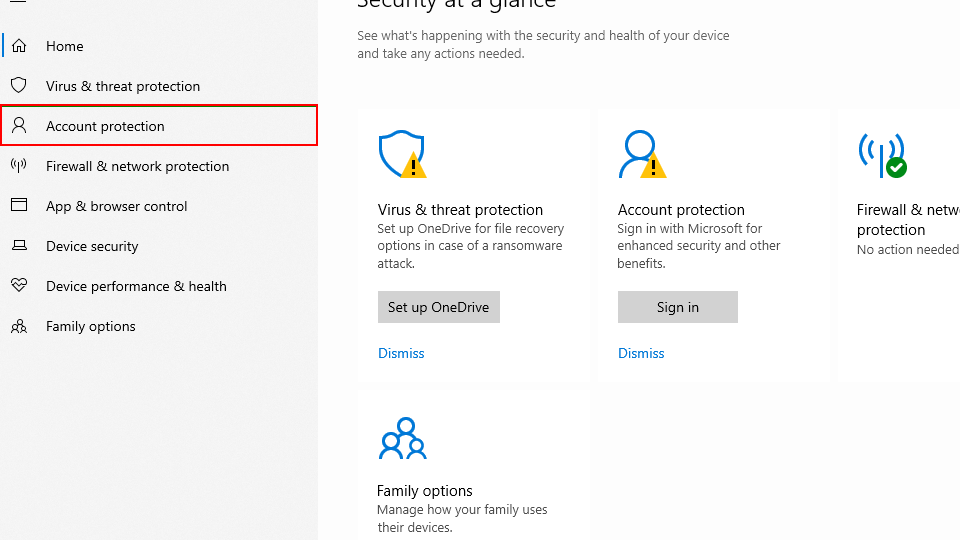 Security at a glance
See what's happening with the security and health of your device
and take any actions needed.
Home
Virus & threat protection
Account protection
Firewall & network protection
App & browser control
Device security
Device performance & health
Family options
Virus & threat protection
Set up OneDrive for file recovery
options in case of a ransomware
attack.
Set up OneDrive
Dismiss
Account protection
Sign in with Microsoft for
enhanced security and other
benefits.
Sign in
Dismiss
Firewall & netw
protection
No action needed
Family options
Manage how your family uses
their devices.